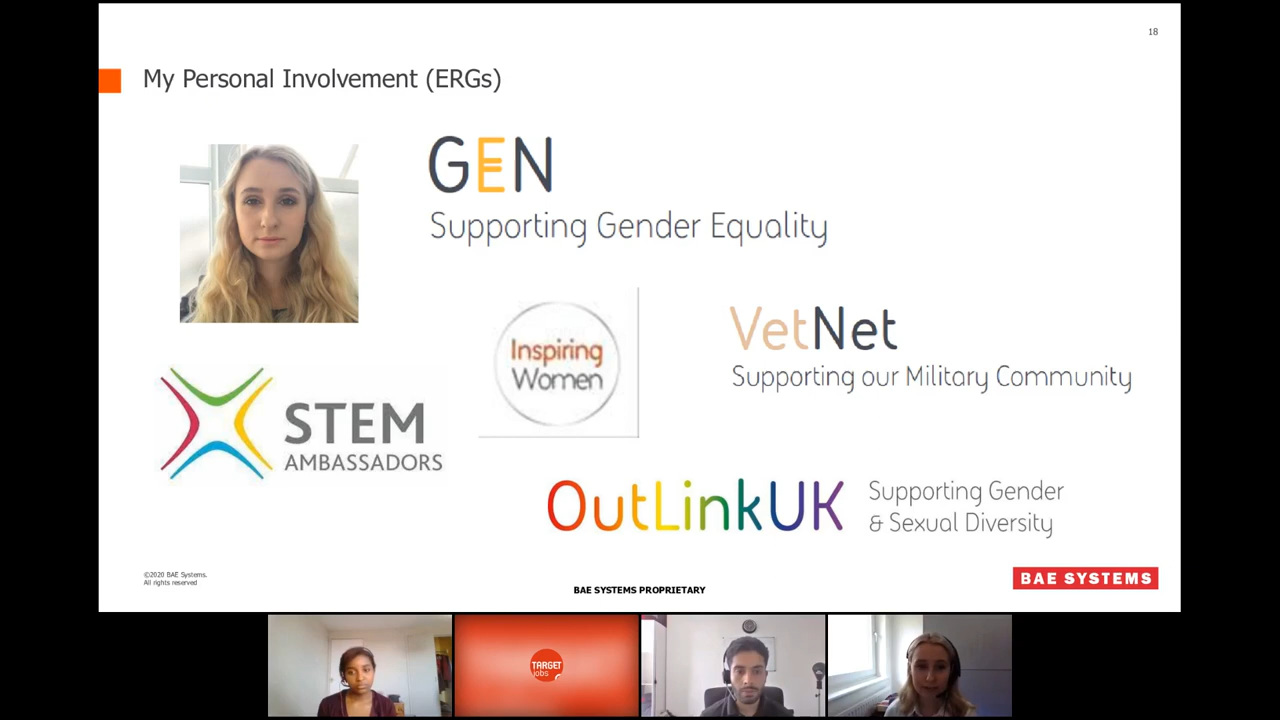 18
My Personal Involvement (ERGs)
GEN
Supporting Gender Equality
Inspiring
Women
VetNet
Supporting our Military Community
STEM
AMBASSADORS
OutLinkUK
Supporting Gender
& Sexual Diversity
©2020 BAE Systems.
All rights reserved
BAE SYSTEMS PROPRIETARY
BAE SYSTEMS
TARGET
jobs